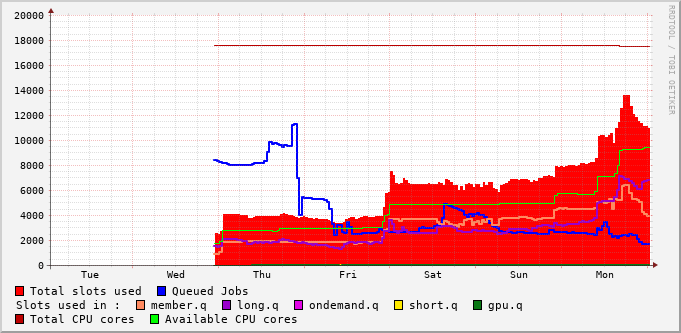 20000
18000
16000
14000
12000
10000
8000
6000
4000
2000
0
Tue Wed Thu Fri Sat Sun Mon
RRDTOOL / TOBI OETIKER
Total slots used Queued Jobs
Slots used in : member.q long.q ondemand.q short.q gpu.q
Total CPU cores Available CPU cores